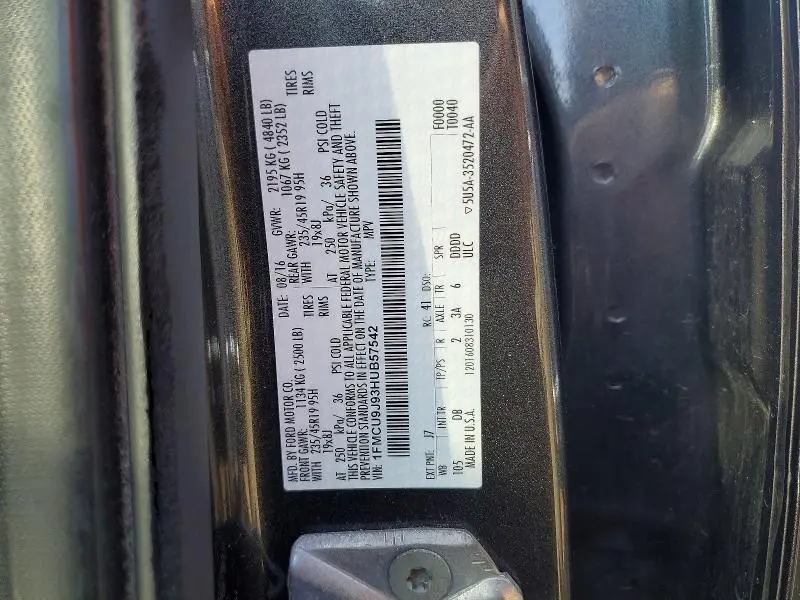 MFD. BY FORD MOTOR CO.
DATE: 08/16 GVWR: 2195 KG ( 4840 LB)
FRONT GAWR: 1134 KG ( 2500 LB) REAR GAWR: 1067 KG ( 2352 LB)
WITH 235/45R19 95H TIRES WITH 235/45R19 95H TIRES
19x8J RIMS 19x8J RIMS
AT 250 kPa/ 36 PSI COLD AT 250 kPa/ 36 PSI COLD
THIS VEHICLE CONFORMS TO ALL APPLICABLE FEDERAL MOTOR VEHICLE SAFETY AND THEFT
PREVENTION STANDARDS IN EFFECT ON THE DATE OF MANUFACTURE SHOWN ABOVE.
VIN: 1FMCU9J93HUB57542 TYPE: MPV
EXT PNT: J7 RC: 41 DSO: F0000
WB INT TR TP/PS R AXLE TR SPR T0040
105 DB 2 3A 6 DDDD
MADE IN U.S.A. 1201608310130 ULC 5U5A-3520472-AA